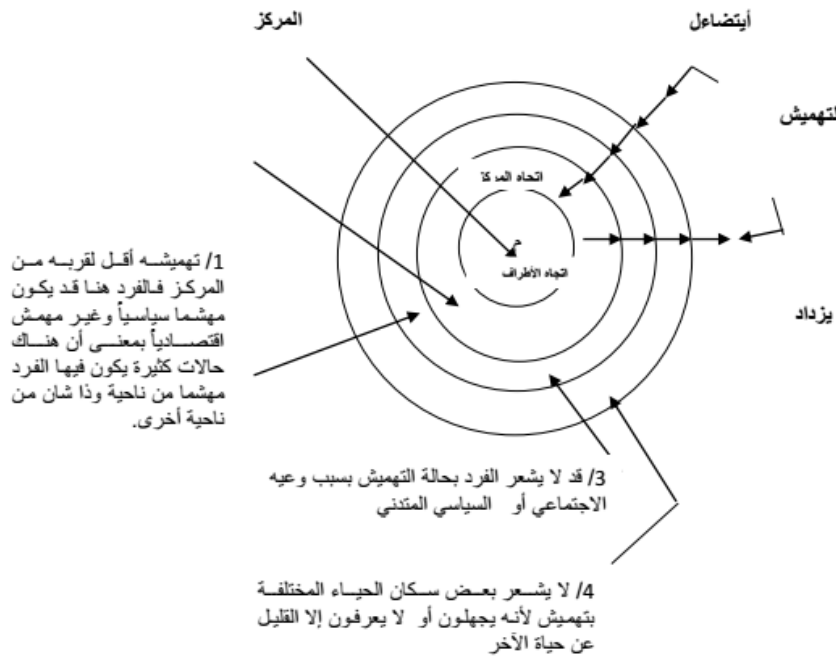 المركز
أيتضاءل
لتهميش
اتجاه المركز
م
اتجاه الأطراف
يزداد
1/ تهميشه أقل لقربه من
المركز فالفرد هنا قد يكون
مهشما سياسياً وغير مهمش
اقتصادياً بمعنى أن هناك
حالات كثيرة يكون فيها الفرد
مهشما من ناحية وذا شان من
ناحية أخرى.
3/ قد لا يشعر الفرد بحالة التهميش بسبب وعيه
الاجتماعي أو السياسي المتدني
4/ لا يشعر بعض سكان الحياء المختلفة
بتهميش لأنه يجهلون أو لا يعرفون إلا القليل
عن حياة الآخر